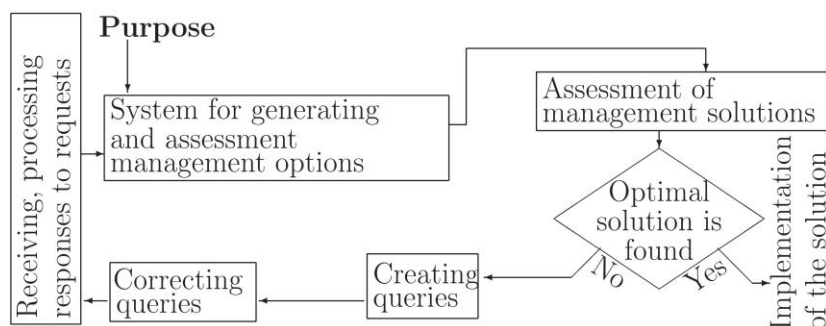 Purpose
Receiving, processing
responses to requests
System for generating
and assessment
management options
Assessment of
management solutions
Optimal
solution is
found
No
Yes
Implementation
of the solution
Creating
queries
Correcting
queries